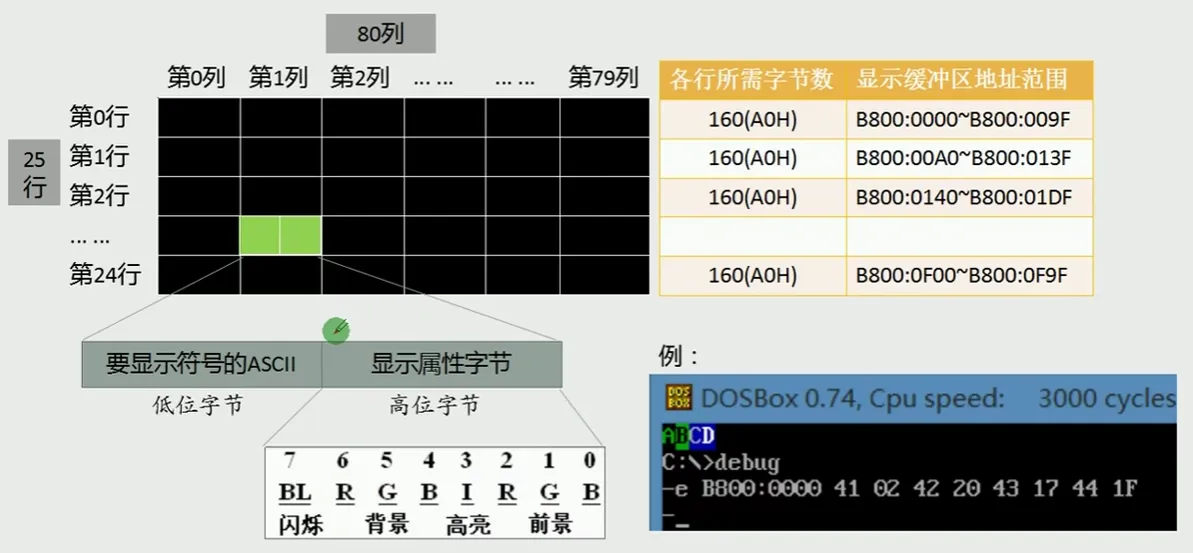 80列
第0列 第1列 第2列 … … … … 第79列
各行所需字节数 显示缓冲区地址范围
第0行 160(A0H) B800:0000~B800:009F
25
行
第1行 160(A0H) B800:00A0~B800:013F
第2行 160(A0H) B800:0140~B800:01DF
… …
第24行 160(A0H) B800:0F00~B800:0F9F
要显示符号的ASCII 显示属性字节
低位字节 高位字节
7 6 5 4 3 2 1 0
BL R G B I R G B
闪烁 背景 高亮 前景
例：
DOS BOX DOSBox 0.74, Cpu speed: 3000 cycles
ABCD
C:\>debug
-e B800:0000 41 02 42 20 43 17 44 1F
-_